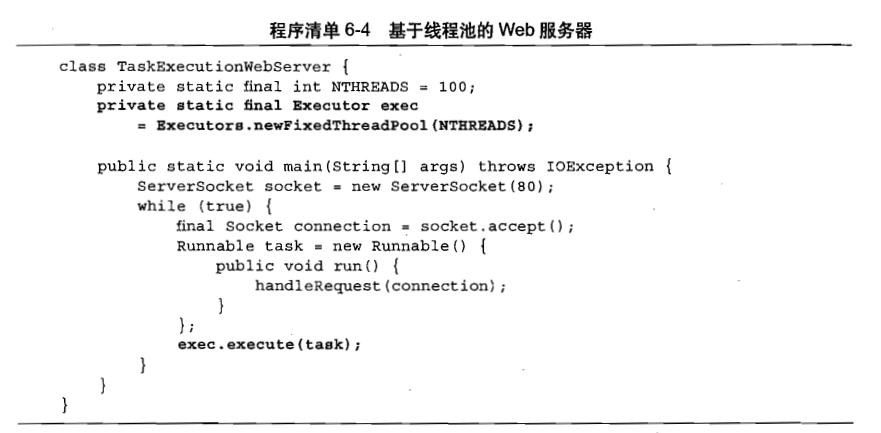 程序清单 6-4 基于线程池的 Web 服务器
class TaskExecutionWebServer {
    private static final int NTHREADS = 100;
    private static final Executor exec
        = Executors.newFixedThreadPool(NTHREADS);

    public static void main(String[] args) throws IOException {
        ServerSocket socket = new ServerSocket(80);
        while (true) {
            final Socket connection = socket.accept();
            Runnable task = new Runnable() {
                public void run() {
                    handleRequest(connection);
                }
            };
            exec.execute(task);
        }
    }
}